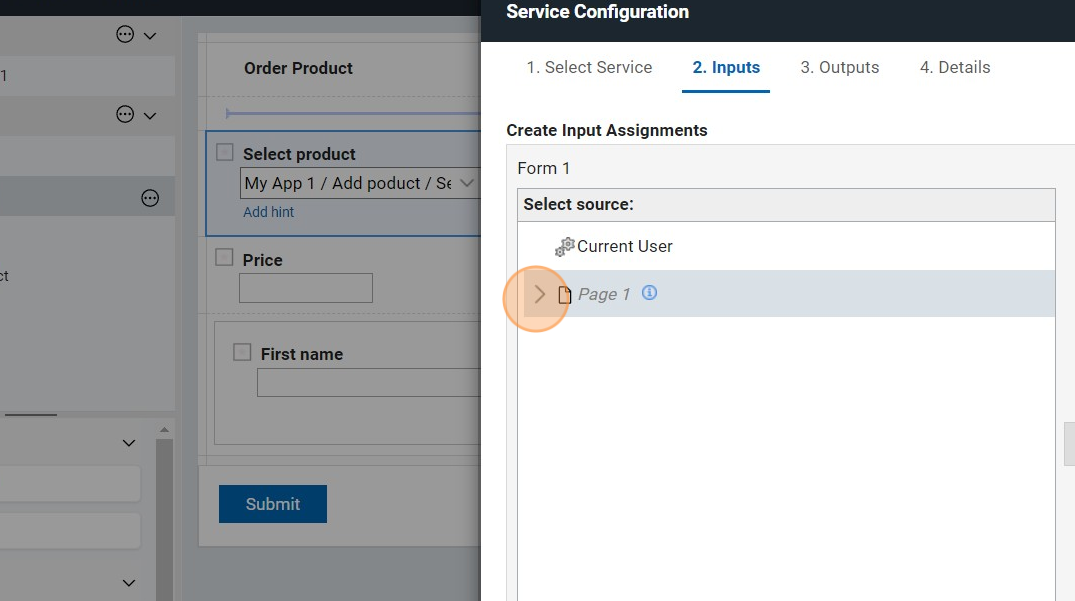 Service Configuration
1. Select Service
2. Inputs
3. Outputs
4. Details
Create Input Assignments
Form 1
Select source:
Current User
Page 1
1
Order Product
Select product
My App 1 / Add poduct / Se
Add hint
Price
First name
Submit
ct